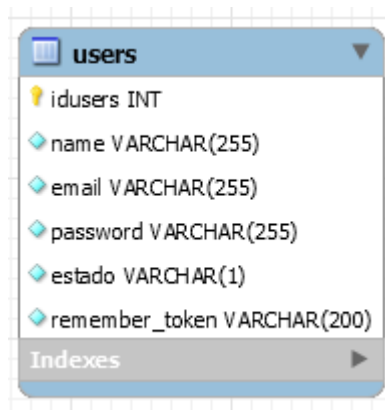 users
idusers INT
name VARCHAR(255)
email VARCHAR(255)
password VARCHAR(255)
estado VARCHAR(1)
remember_token VARCHAR(200)
Indexes